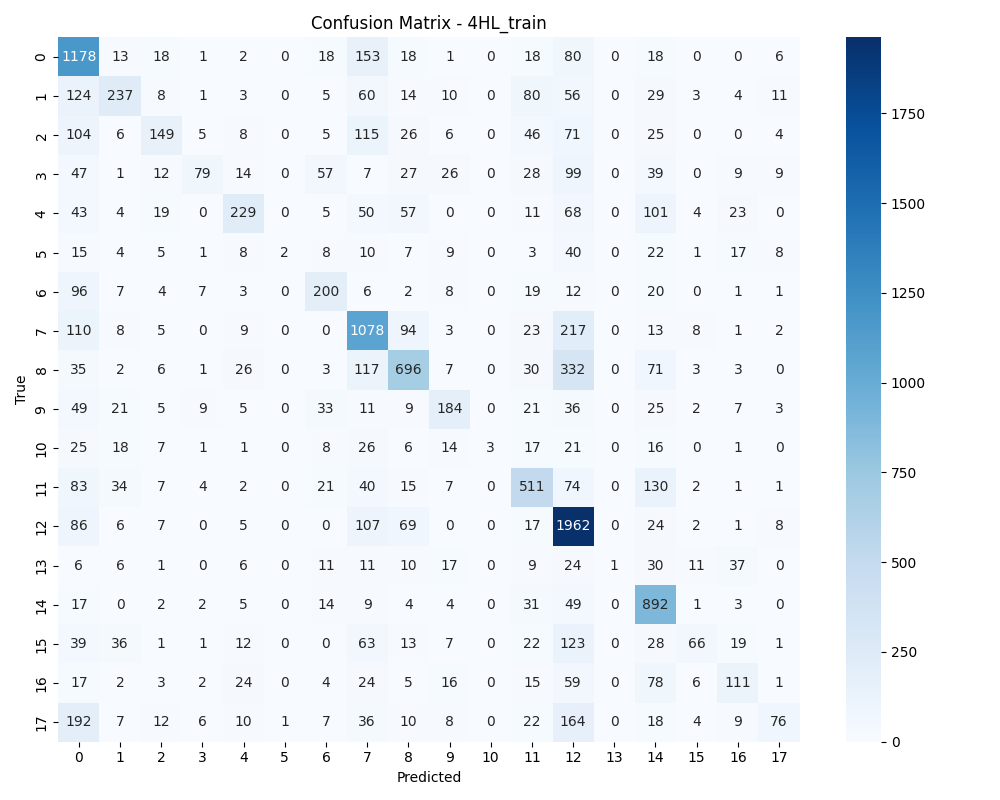 Confusion Matrix - 4HL_train
0 1178 13 18 1 2 0 18 153 18 1 0 18 80 0 18 0 0 6
1 124 237 8 1 3 0 5 60 14 10 0 80 56 0 29 3 4 11
2 104 6 149 5 8 0 5 115 26 6 0 46 71 0 25 0 0 4
3 47 1 12 79 14 0 57 7 27 26 0 28 99 0 39 0 9 9
4 43 4 19 0 229 0 5 50 57 0 0 11 68 0 101 4 23 0
5 15 4 5 1 8 2 8 10 7 9 0 3 40 0 22 1 17 8
6 96 7 4 7 3 0 200 6 2 8 0 19 12 0 20 0 1 1
7 110 8 5 0 9 0 0 1078 94 3 0 23 217 0 13 8 1 2
8 35 2 6 1 26 0 3 117 696 7 0 30 332 0 71 3 3 0
9 49 21 5 9 5 0 33 11 9 184 0 21 36 0 25 2 7 3
10 25 18 7 1 1 0 8 26 6 14 3 17 21 0 16 0 1 0
11 83 34 7 4 2 0 21 40 15 7 0 511 74 0 130 2 1 1
12 86 6 7 0 5 0 0 107 69 0 0 17 1962 0 24 2 1 8
13 6 6 1 0 6 0 11 11 10 17 0 9 24 1 30 11 37 0
14 17 0 2 2 5 0 14 9 4 4 0 31 49 0 892 1 3 0
15 39 36 1 1 12 0 0 63 13 7 0 22 123 0 28 66 19 1
16 17 2 3 2 24 0 4 24 5 16 0 15 59 0 78 6 111 1
17 192 7 12 6 10 1 7 36 10 8 0 22 164 0 18 4 9 76
0 1 2 3 4 5 6 7 8 9 10 11 12 13 14 15 16 17
Predicted
True
1750
1500
1250
1000
750
500
250
0